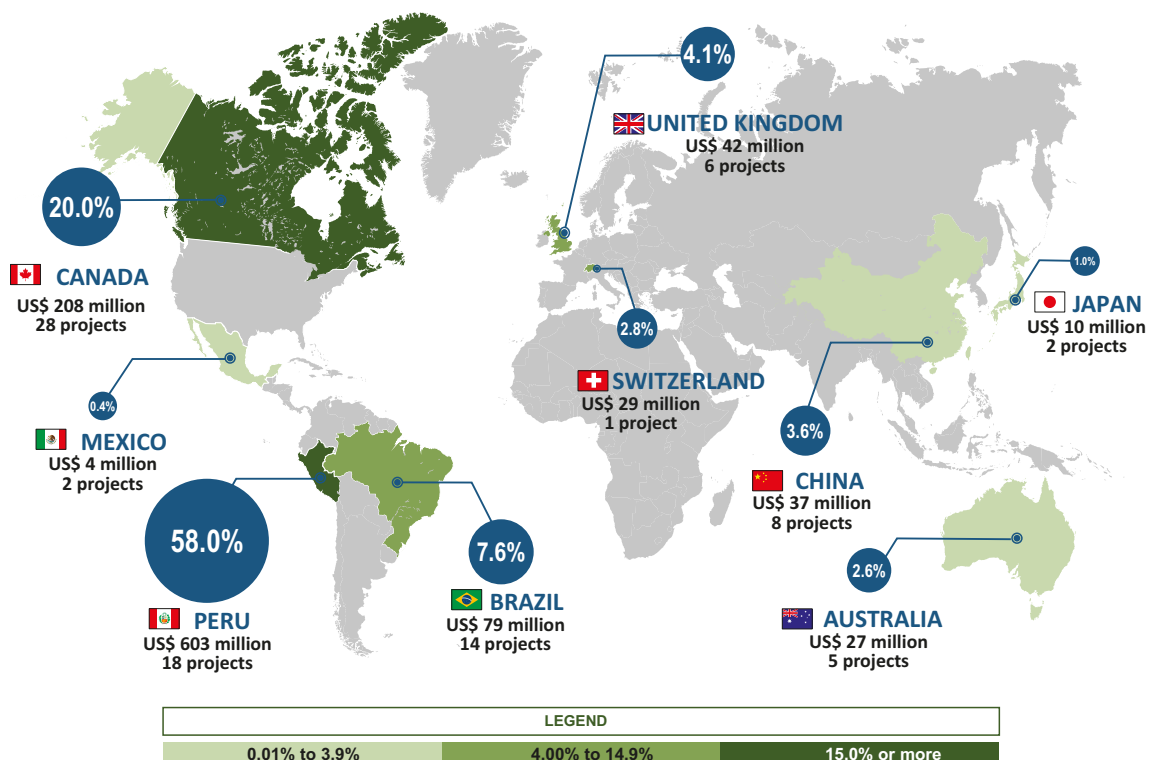 4.1%
UNITED KINGDOM
US$ 42 million
6 projects
20.0%
CANADA
US$ 208 million
28 projects
1.0%
JAPAN
US$ 10 million
2 projects
2.8%
SWITZERLAND
US$ 29 million
1 project
0.4%
MEXICO
US$ 4 million
2 projects
3.6%
CHINA
US$ 37 million
8 projects
58.0%
PERU
US$ 603 million
18 projects
7.6%
BRAZIL
US$ 79 million
14 projects
2.6%
AUSTRALIA
US$ 27 million
5 projects
LEGEND
0.01% to 3.9%
4.00% to 14.9%
15.0% or more